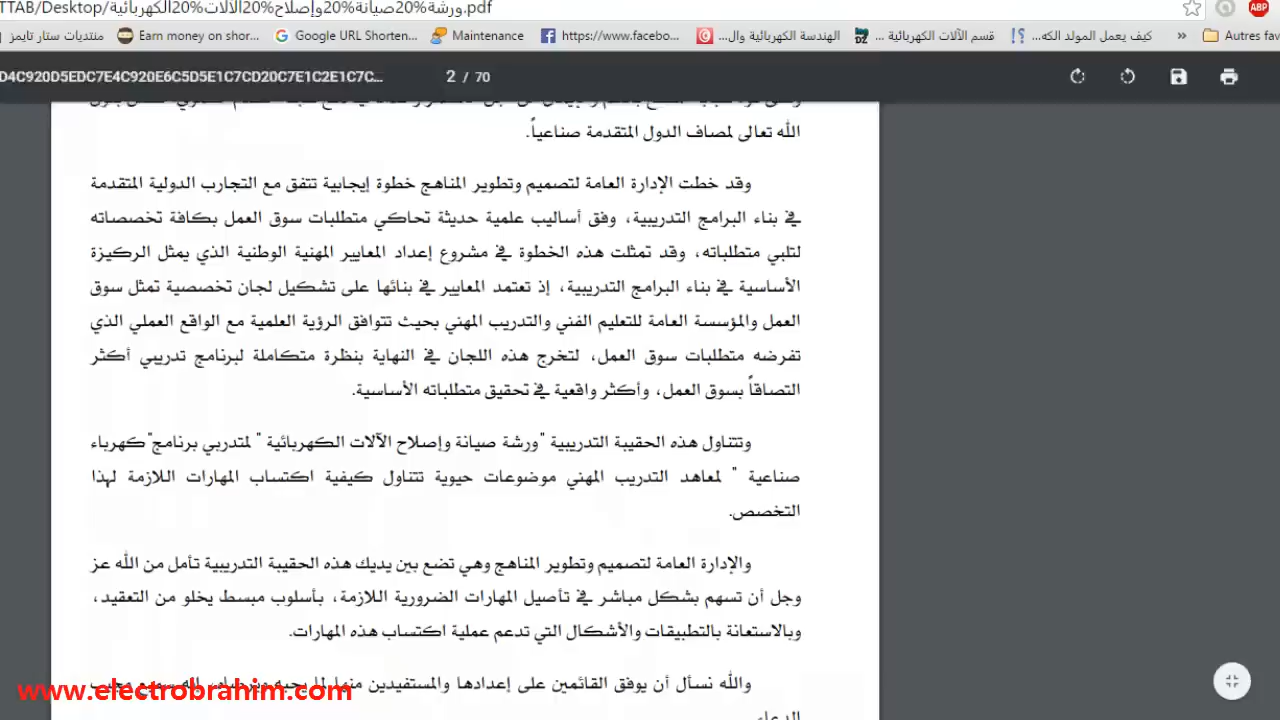 TTAB/Desktop/ورشة%20صيانة%20وإصلاح%20الآلات%20الكهربائية.pdf
ABP
منتديات ستار تايمز
Earn money on shor...
Google URL Shorten...
Maintenance
https://www.facebo...
الهندسة الكهربائية وال...
قسم الآلات الكهربائية ...
كيف يعمل المولد الكه...
»
Autres fav
D4C920D5EDC7E4C920E6C5D5E1C7CD20C7E1C2E1C7C...
2 / 70
الله تعالى لمصاف الدول المتقدمة صناعياً.
وقد خطت الإدارة العامة لتصميم وتطوير المناهج خطوة إيجابية تتفق مع التجارب الدولية المتقدمة
في بناء البرامج التدريبية، وفق أساليب علمية حديثة تحاكي متطلبات سوق العمل بكافة تخصصاته
لتلبي متطلباته، وقد تمثلت هذه الخطوة في مشروع إعداد المعايير المهنية الوطنية الذي يمثل الركيزة
الأساسية في بناء البرامج التدريبية، إذ تعتمد المعايير في بنائها على تشكيل لجان تخصصية تمثل سوق
العمل والمؤسسة العامة للتعليم الفني والتدريب المهني بحيث تتوافق الرؤية العلمية مع الواقع العملي الذي
تفرضه متطلبات سوق العمل، لتخرج هذه اللجان في النهاية بنظرة متكاملة لبرنامج تدريبي أكثر
التصاقاً بسوق العمل، وأكثر واقعية في تحقيق متطلباته الأساسية.
وتتناول هذه الحقيبة التدريبية "ورشة صيانة وإصلاح الآلات الكهربائية " لمتدربي برنامج"كهرباء
صناعية " لمعاهد التدريب المهني موضوعات حيوية تتناول كيفية اكتساب المهارات اللازمة لهذا
التخصص.
والإدارة العامة لتصميم وتطوير المناهج وهي تضع بين يديك هذه الحقيبة التدريبية تأمل من الله عز
وجل أن تسهم بشكل مباشر في تأصيل المهارات الضرورية اللازمة، بأسلوب مبسط يخلو من التعقيد،
وبالاستعانة بالتطبيقات والأشكال التي تدعم عملية اكتساب هذه المهارات.
والله نسأل أن يوفق القائمين على إعدادها والمستفيدين منها لما يحبه
الدعاء
www.electrobrahim.com